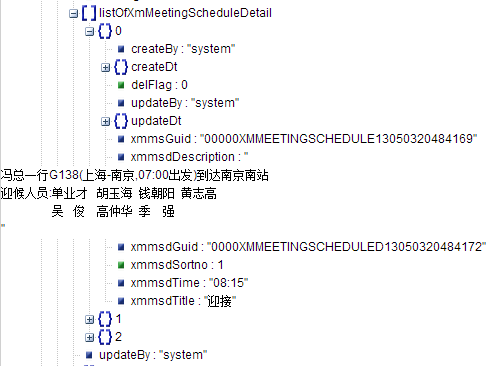 listOfXmMeetingScheduleDetail
0
createBy : "system"
createDt
delFlag : 0
updateBy : "system"
updateDt
xmmsGuid : "00000XMMEETINGSCHEDULE13050320484169"
xmmsdDescription : "
冯总一行G138(上海-南京,07:00出发)到达南京南站
迎候人员:单业才 胡玉海 钱朝阳 黄志高
吴 俊 高仲华 季 强
"
xmmsdGuid : "0000XMMEETINGSCHEDULED13050320484172"
xmmsdSortno : 1
xmmsdTime : "08:15"
xmmsdTitle : "迎接"
1
2
updateBy : "system"